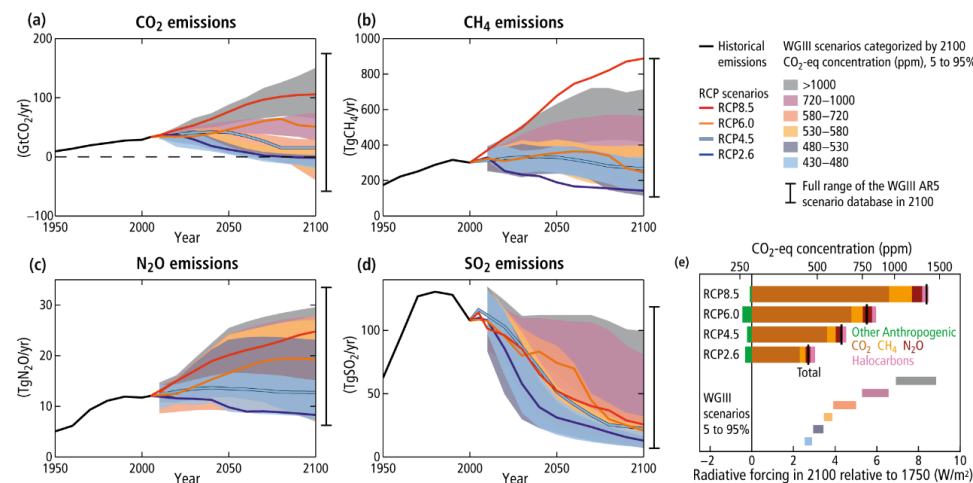 (a) CO₂ emissions
200
100
0
−100
(GtCO₂/yr)
1950 2000 2050 2100
Year
(b) CH₄ emissions
1000
800
600
400
200
0
(TgCH₄/yr)
1950 2000 2050 2100
Year
Historical
emissions
RCP scenarios
RCP8.5
RCP6.0
RCP4.5
RCP2.6
WGIII scenarios categorized by 2100
CO₂-eq concentration (ppm), 5 to 95%
>1000
720–1000
580–720
530–580
480–530
430–480
Full range of the WGIII AR5
scenario database in 2100
(c) N₂O emissions
30
20
10
0
(TgN₂O/yr)
1950 2000 2050 2100
Year
(d) SO₂ emissions
100
50
0
(TgSO₂/yr)
1950 2000 2050 2100
Year
(e) CO₂-eq concentration (ppm)
250 500 750 1000 1500
RCP8.5
RCP6.0
RCP4.5
RCP2.6
Other Anthropogenic
CO₂ CH₄ N₂O
Halocarbons
Total
WGIII
scenarios
5 to 95%
−2 0 2 4 6 8 10
Radiative forcing in 2100 relative to 1750 (W/m²)